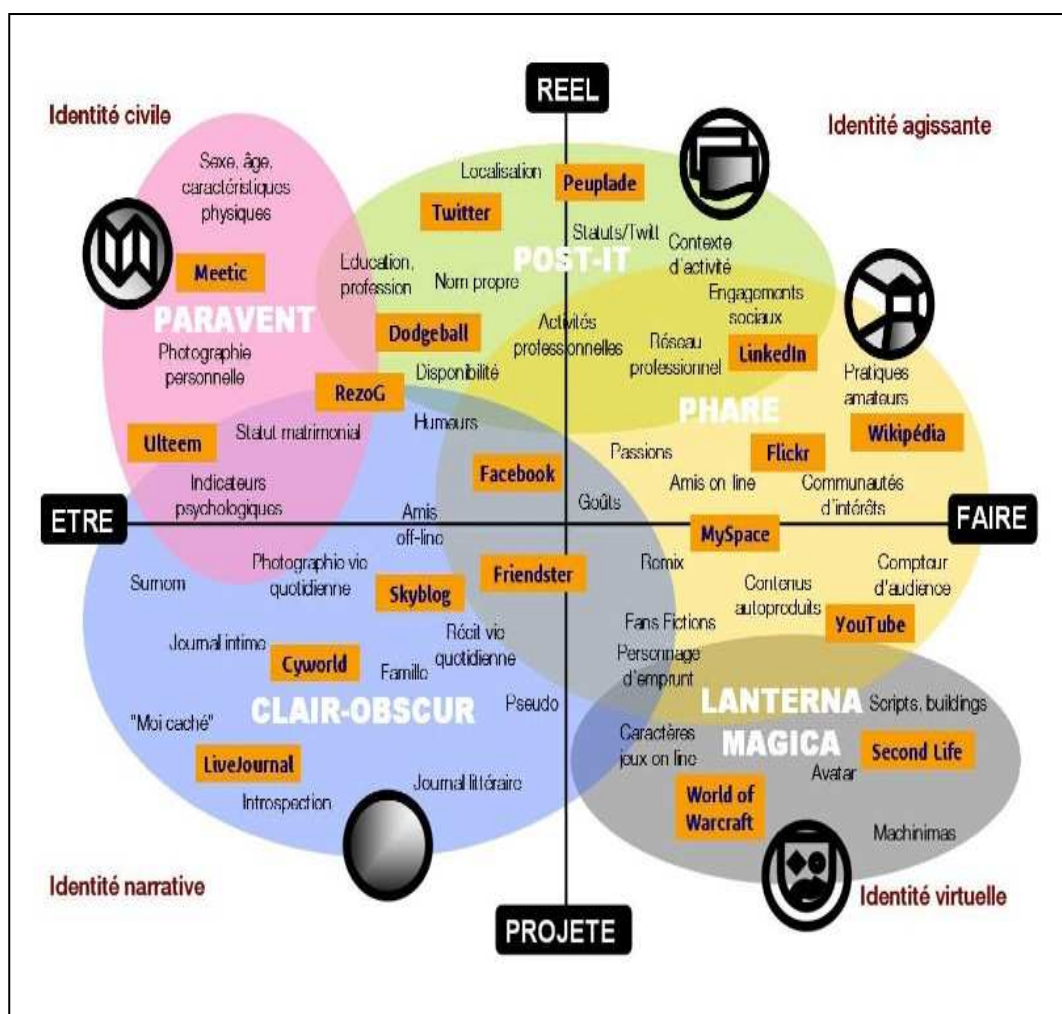 REEL
Identité civile
Identité agissante
Sexe, âge,
caractéristiques
physiques
Localisation
Peuplade
Twitter
Statuts/Twitt
POST-IT
Contexte
d'activité
Meetic
Education,
profession
Nom propre
Engagements
sociaux
PARAVENT
Dodgeball
Activités
professionnelles
Réseau
professionnel
LinkedIn
Photographie
personnelle
Disponibilité
Pratiques
amateurs
RezoG
PHARE
Humeurs
Wikipédia
Ulteem
Statut matrimonial
Passions
Flickr
Facebook
Indicateurs
psychologiques
Amis on line
Communautés
d'intérêts
Goûts
ETRE
FAIRE
Amis
off-line
MySpace
Surnom
Photographie vie
quotidienne
Friendster
Remix
Compteur
d'audience
Skyblog
Contenus
autoproduits
YouTube
Journal intime
Récit vie
quotidienne
Fans Fictions
Cyworld
Famille
Personnage
d'emprunt
CLAIR-OBSCUR
Pseudo
LANTERNA
MAGICA
Scripts, buildings
"Moi caché"
Caractères
jeux on line
Second Life
LiveJournal
Journal littéraire
Avatar
Introspection
World of
Warcraft
Machinimas
Identité narrative
Identité virtuelle
PROJETE